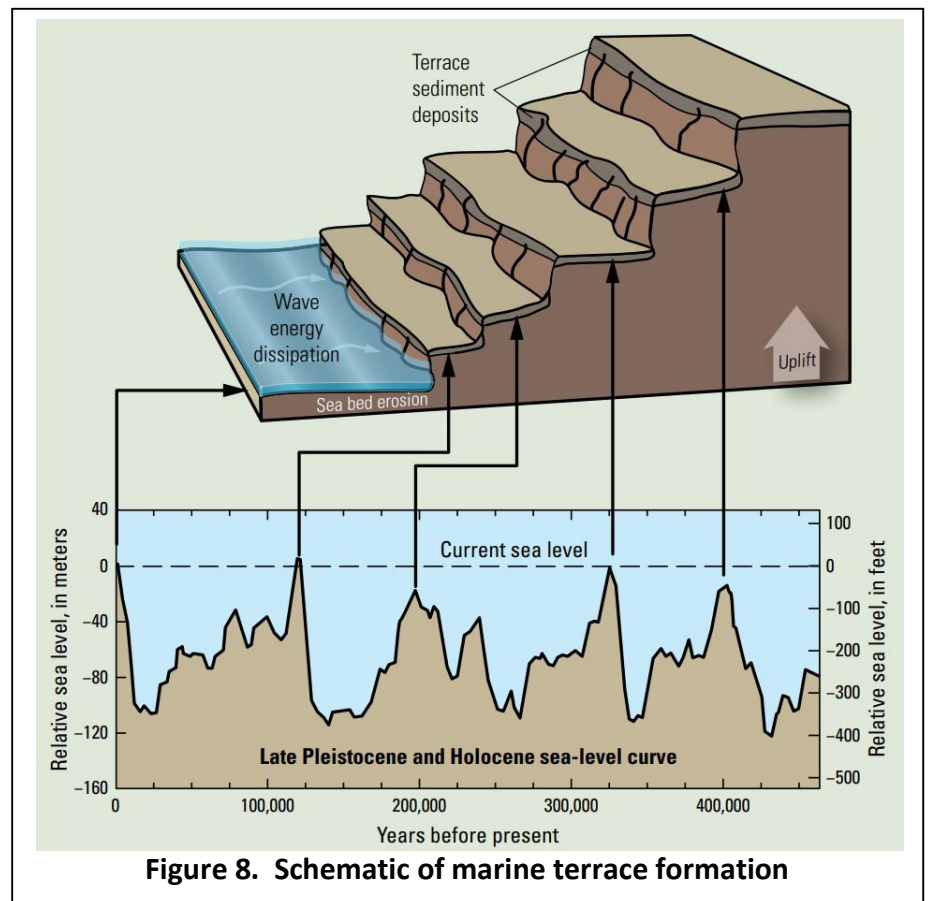 Terrace
sediment
deposits
Wave
energy
dissipation
Uplift
Sea bed erosion
Relative sea level, in meters
40
0
−40
−80
−120
−160
Current sea level
Late Pleistocene and Holocene sea-level curve
100
0
−100
−200
−300
−400
−500
Relative sea level, in feet
0
100,000
200,000
300,000
400,000
Years before present
Figure 8. Schematic of marine terrace formation